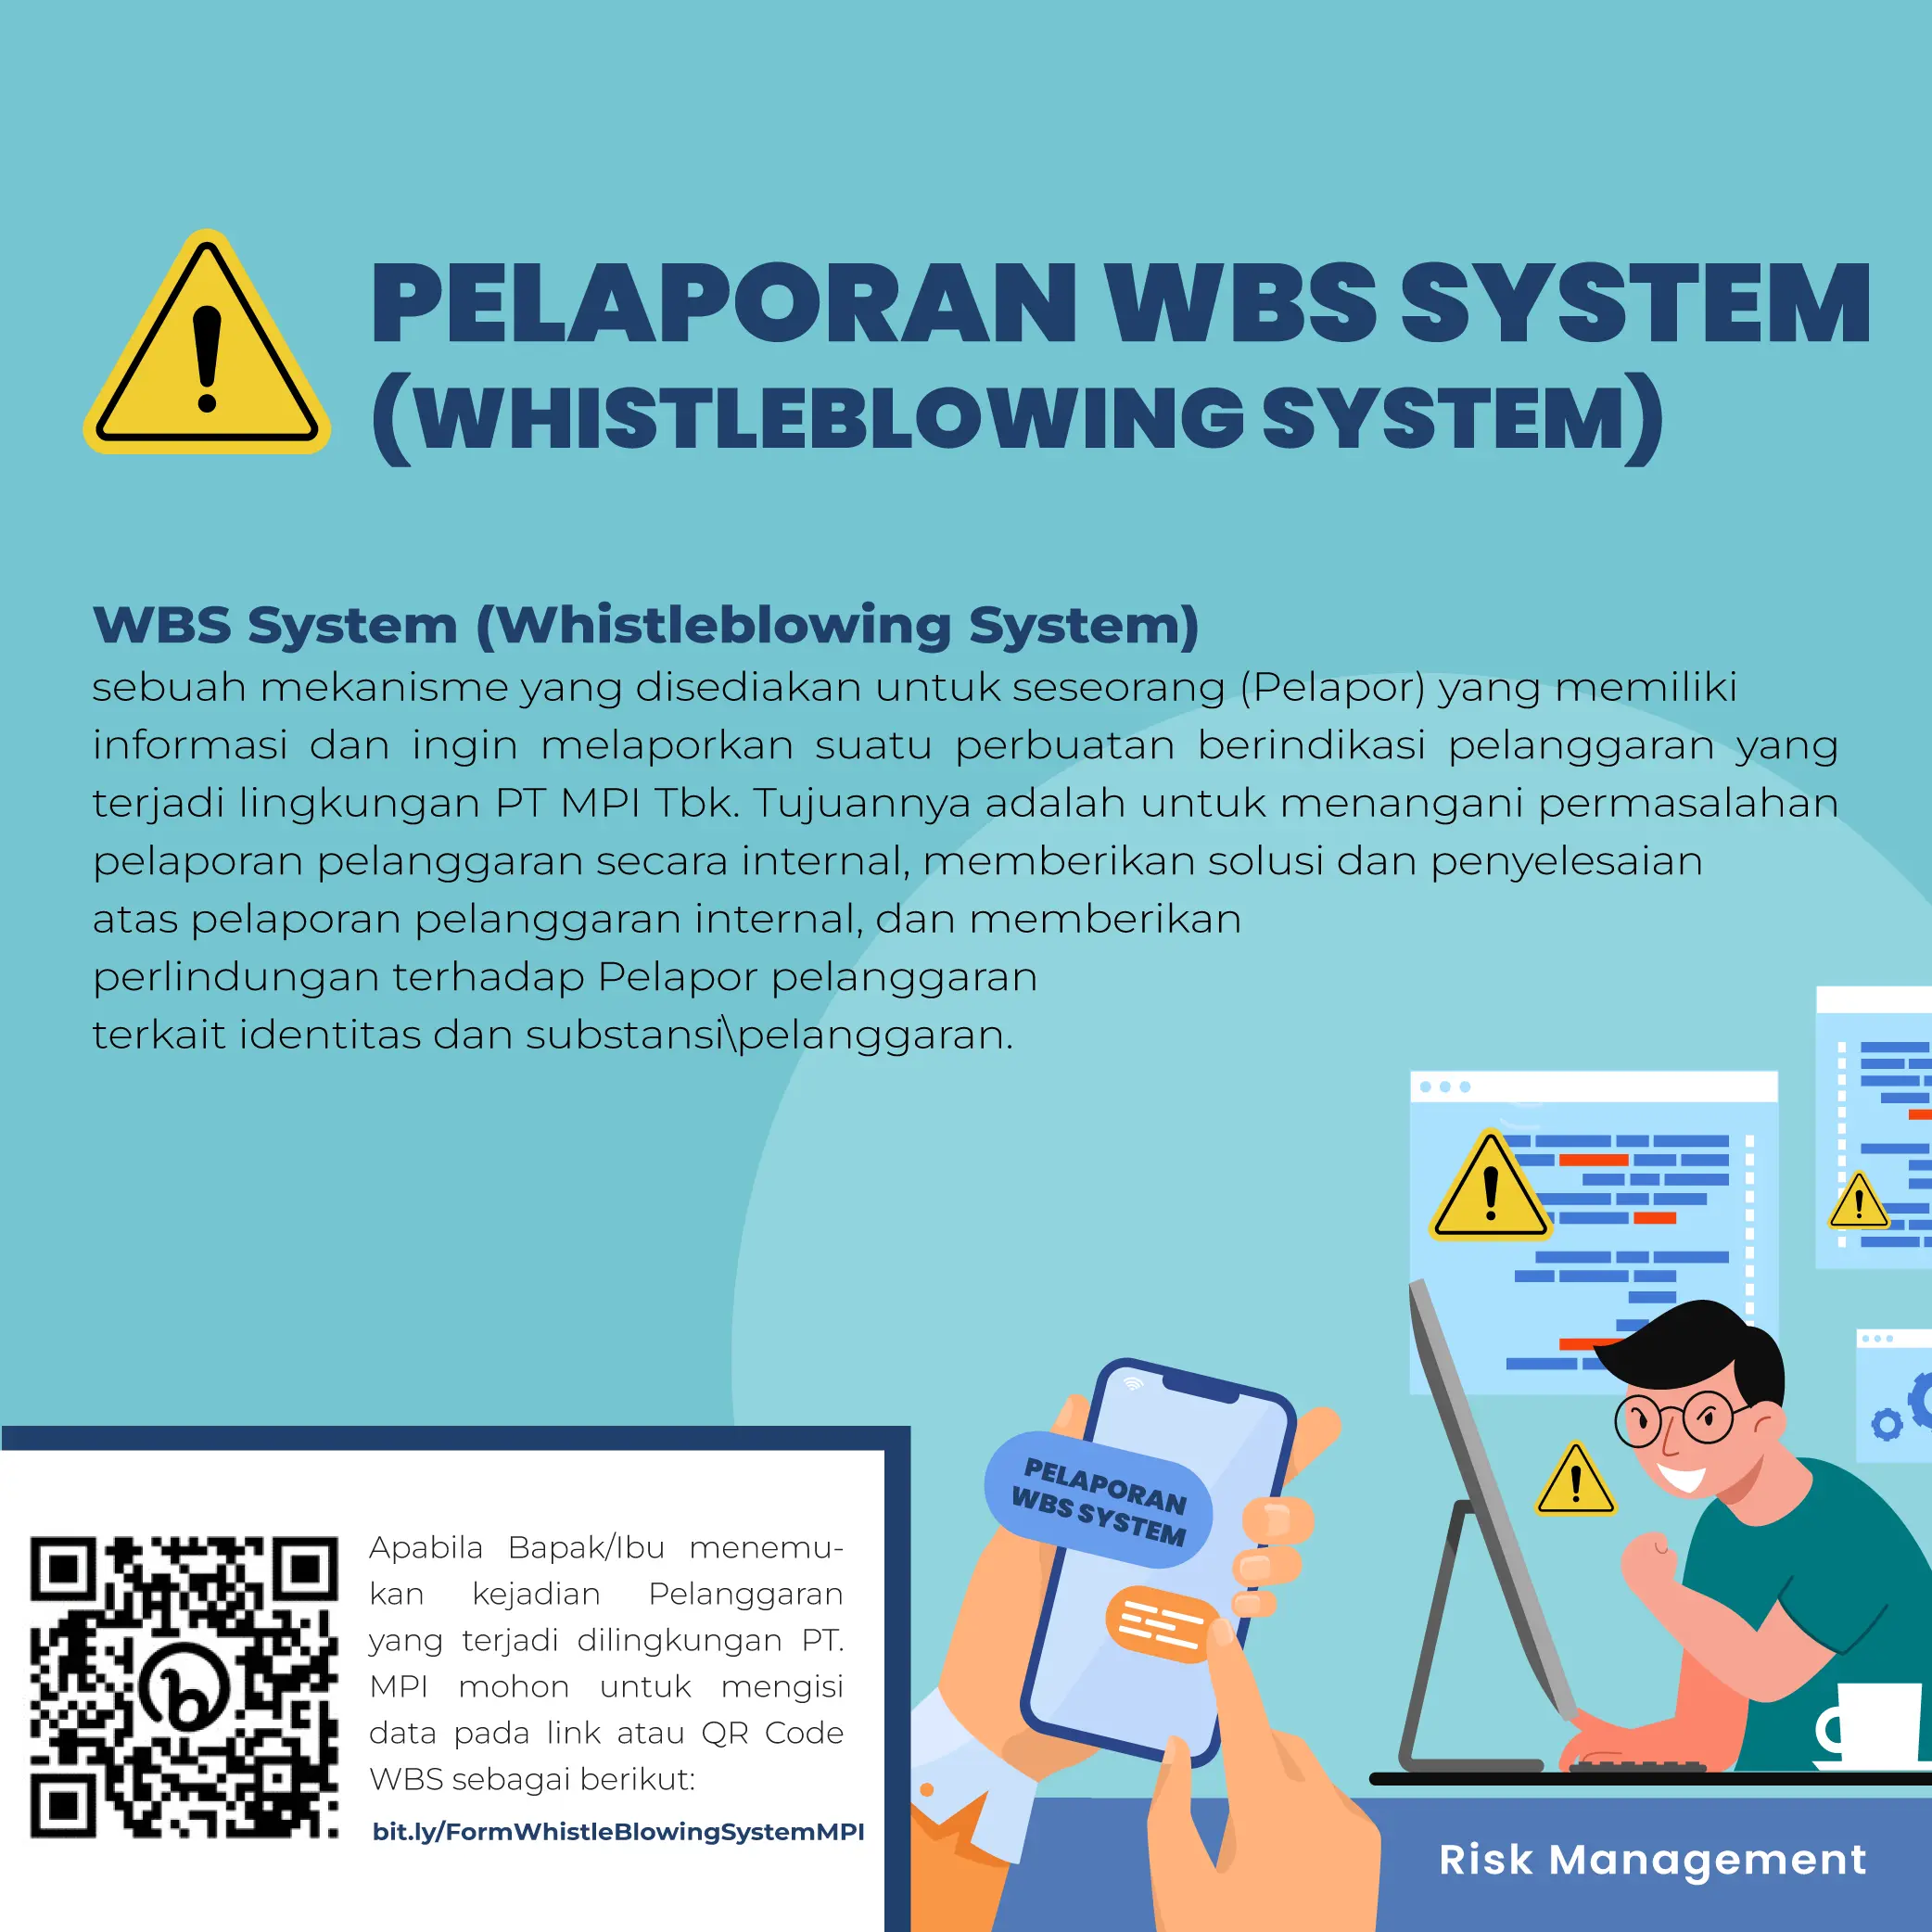 PELAPORAN WBS SYSTEM
(WHISTLEBLOWING SYSTEM)
WBS System (Whistleblowing System)
sebuah mekanisme yang disediakan untuk seseorang (Pelapor) yang memiliki
informasi dan ingin melaporkan suatu perbuatan berindikasi pelanggaran yang
terjadi lingkungan PT MPI Tbk. Tujuannya adalah untuk menangani permasalahan
pelaporan pelanggaran secara internal, memberikan solusi dan penyelesaian
atas pelaporan pelanggaran internal, dan memberikan
perlindungan terhadap Pelapor pelanggaran
terkait identitas dan substansi\pelanggaran.
PELAPORAN
WBS SYSTEM
Apabila Bapak/Ibu menemu-
kan kejadian Pelanggaran
yang terjadi dilingkungan PT.
MPI mohon untuk mengisi
data pada link atau QR Code
WBS sebagai berikut:
bit.ly/FormWhistleBlowingSystemMPI
Risk Management